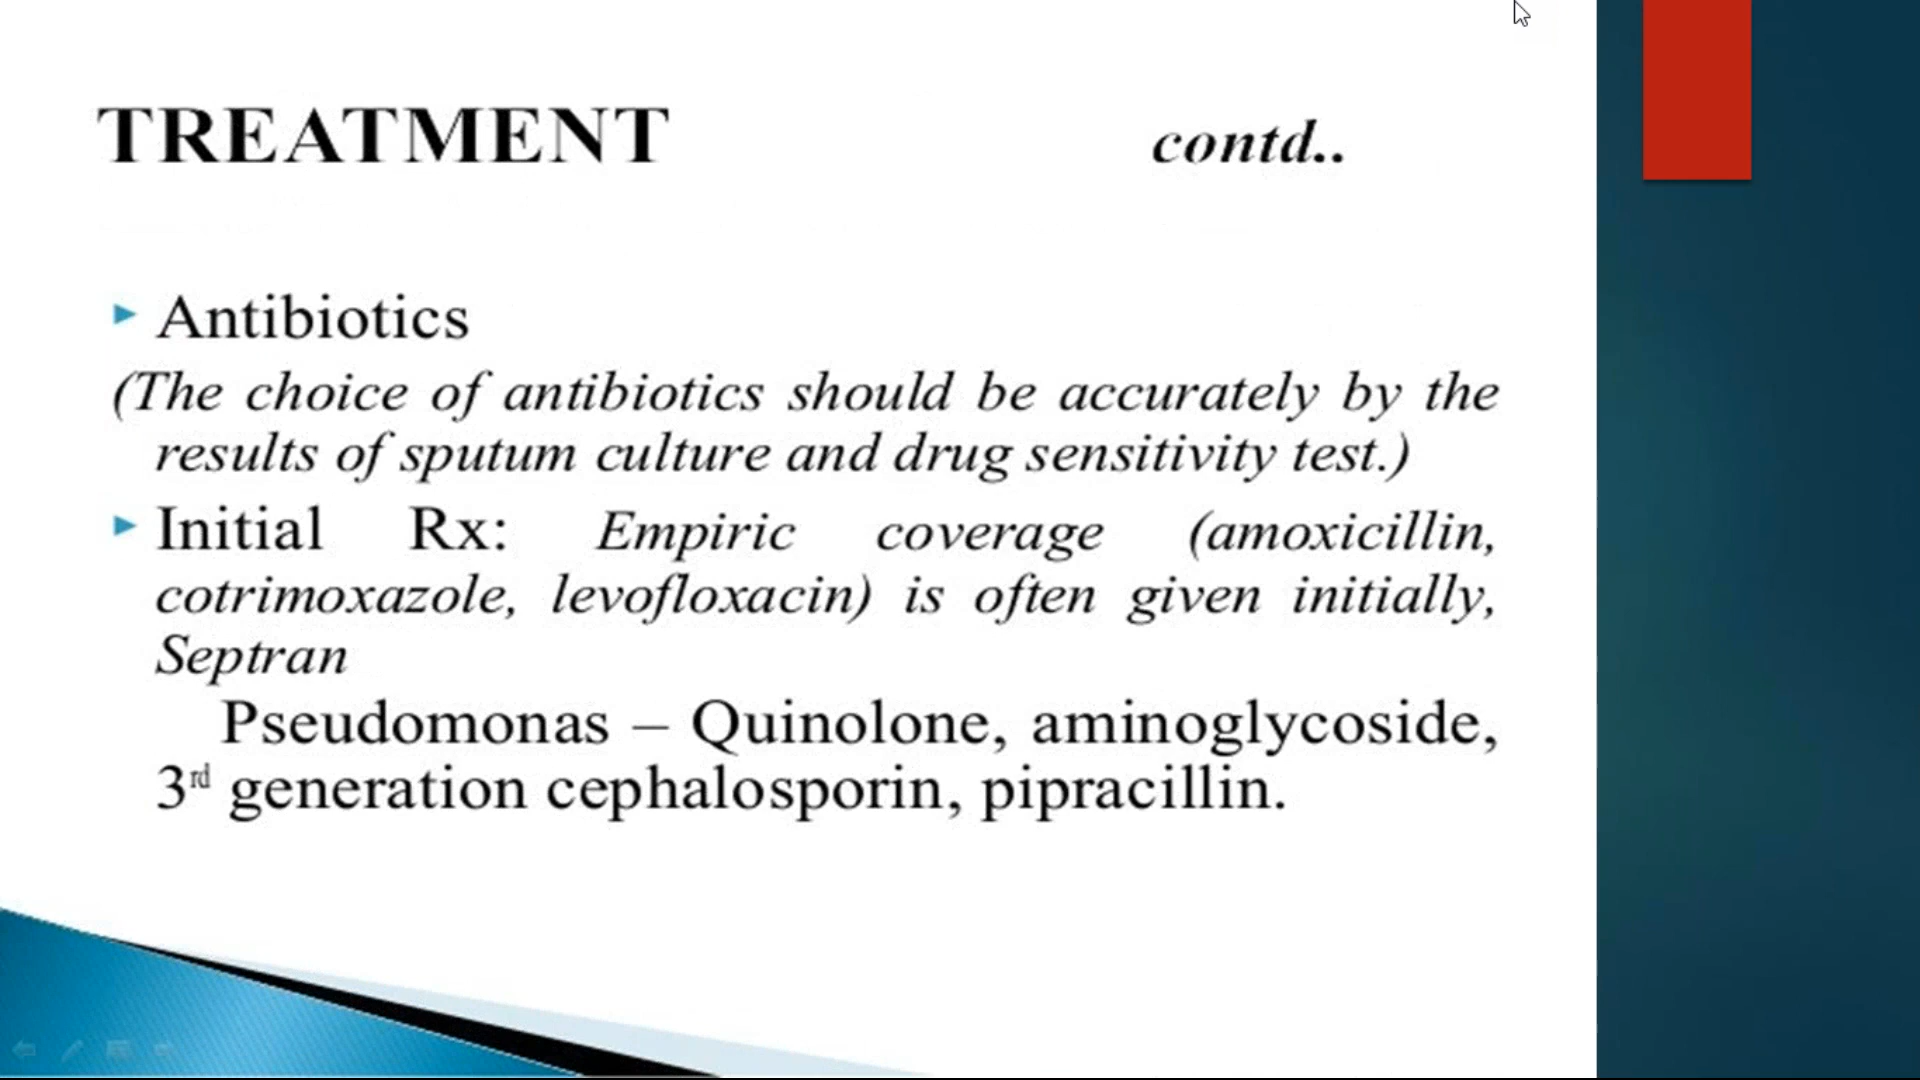 TREATMENT contd..
Antibiotics
(The choice of antibiotics should be accurately by the
results of sputum culture and drug sensitivity test.)
Initial Rx: Empiric coverage (amoxicillin,
cotrimoxazole, levofloxacin) is often given initially,
Septran
Pseudomonas – Quinolone, aminoglycoside,
3rd generation cephalosporin, pipracillin.